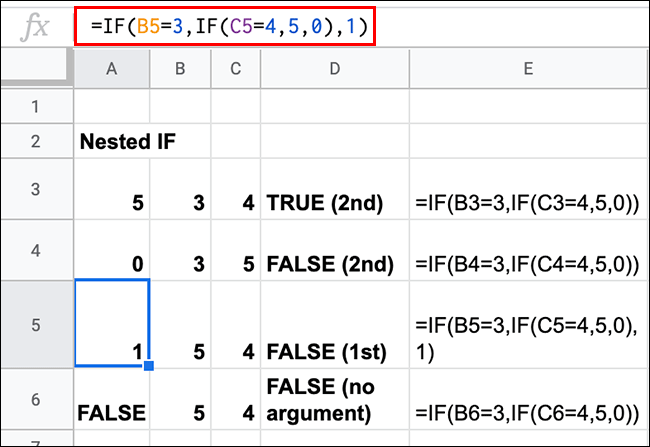 fx =IF(B5=3,IF(C5=4,5,0),1)
A B C D E
1
2 Nested IF
3 5 3 4 TRUE (2nd) =IF(B3=3,IF(C3=4,5,0))
4 0 3 5 FALSE (2nd) =IF(B4=3,IF(C4=4,5,0))
5 1 5 4 FALSE (1st) =IF(B5=3,IF(C5=4,5,0),
1)
6 FALSE 5 4 FALSE (no
argument) =IF(B6=3,IF(C6=4,5,0))